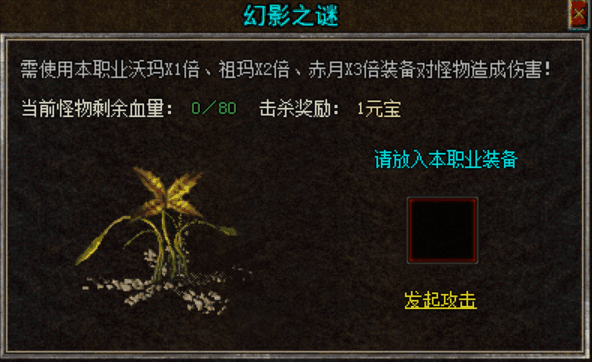 幻影之谜
需使用本职业沃玛X1倍、祖玛X2倍、赤月X3倍装备对怪物造成伤害!
当前怪物剩余血量: 0/80 击杀奖励: 1元宝
请放入本职业装备
发起攻击